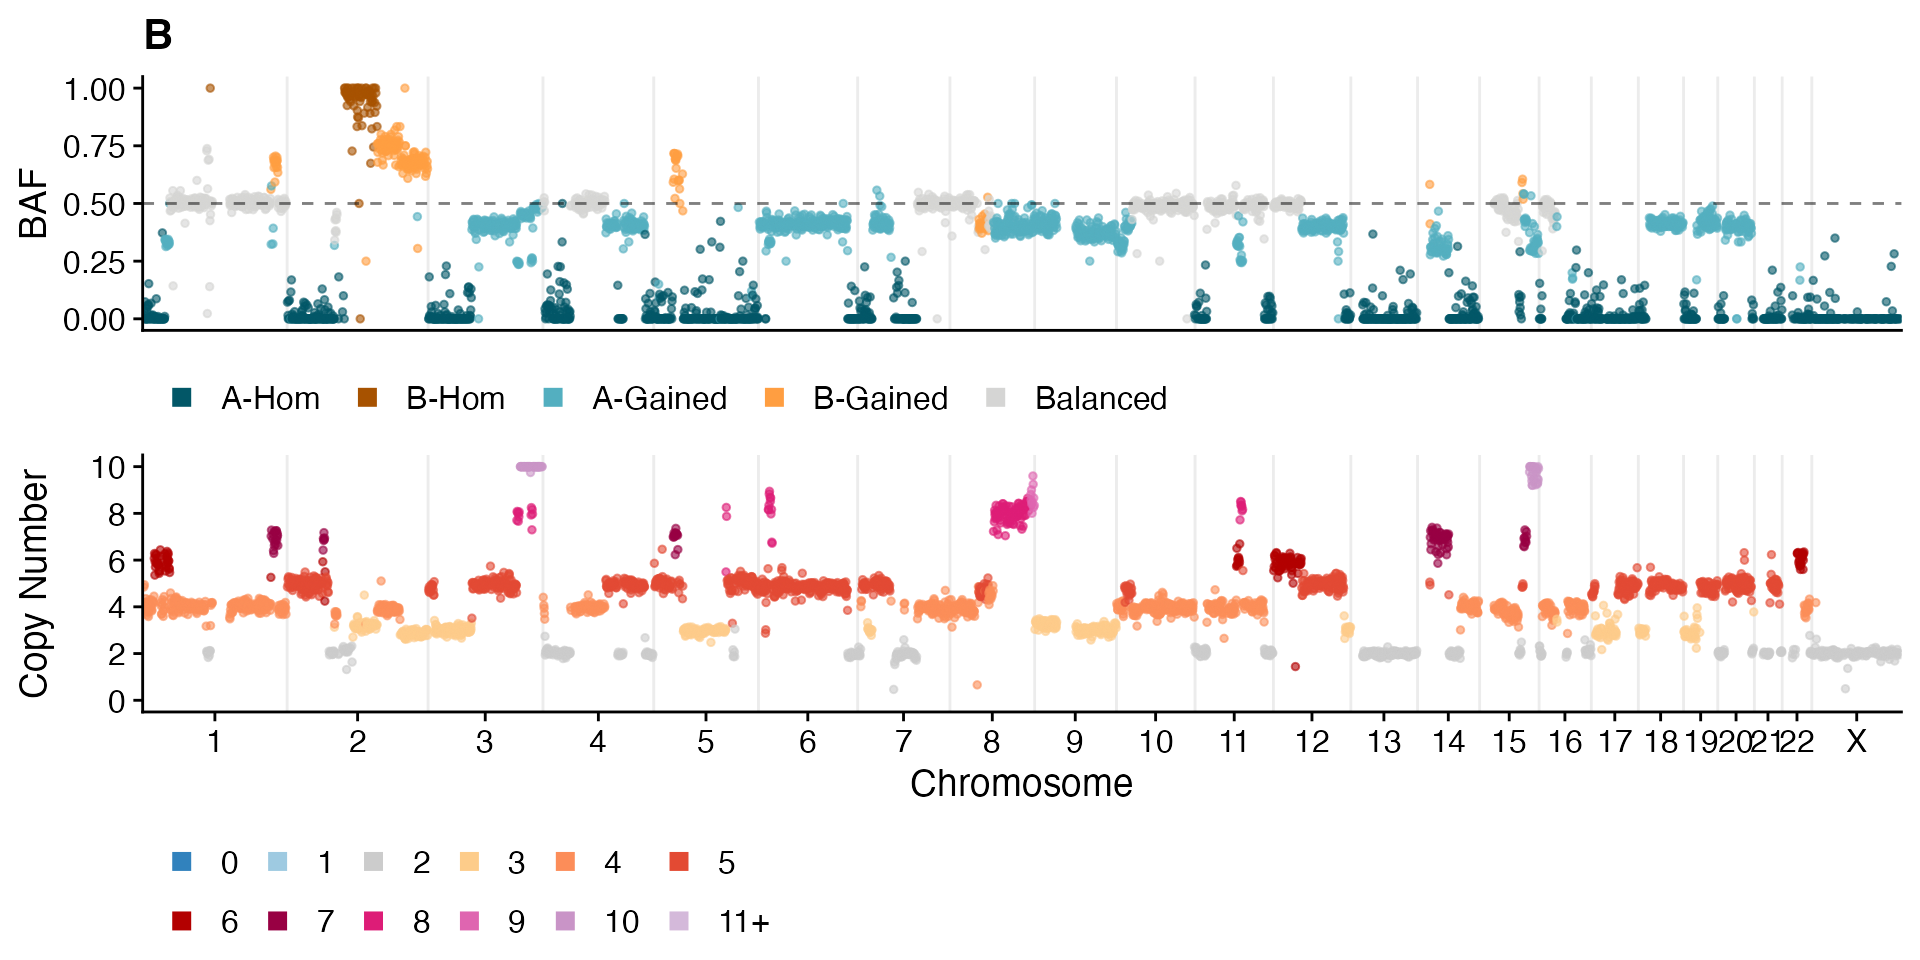 B
BAF
1.00
0.75
0.50
0.25
0.00
A-Hom B-Hom A-Gained B-Gained Balanced
Copy Number
10
8
6
4
2
0
1 2 3 4 5 6 7 8 9 10 11 12 13 14 15 16 17 18 19 20 21 22 X
Chromosome
0 1 2 3 4 5
6 7 8 9 10 11+